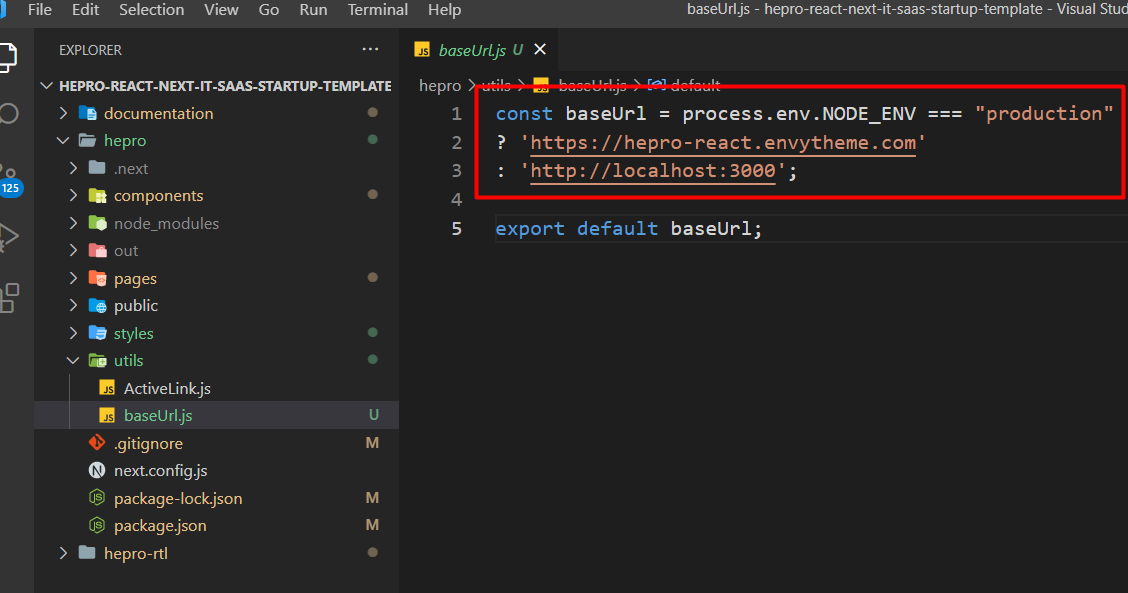 File Edit Selection View Go Run Terminal Help
baseUrl.js - hepro-react-next-it-saas-startup-template - Visual Stud
EXPLORER ...
HEPRO-REACT-NEXT-IT-SAAS-STARTUP-TEMPLATE
documentation
hepro
.next
components
node_modules
out
pages
public
styles
utils
ActiveLink.js
baseUrl.js U
.gitignore M
next.config.js
package-lock.json M
package.json M
hepro-rtl
125
JS baseUrl.js U ×
hepro > utils > JS baseUrl.js > default
1 const baseUrl = process.env.NODE_ENV === "production"
2 ? 'https://hepro-react.envytheme.com'
3 : 'http://localhost:3000';
4
5 export default baseUrl;